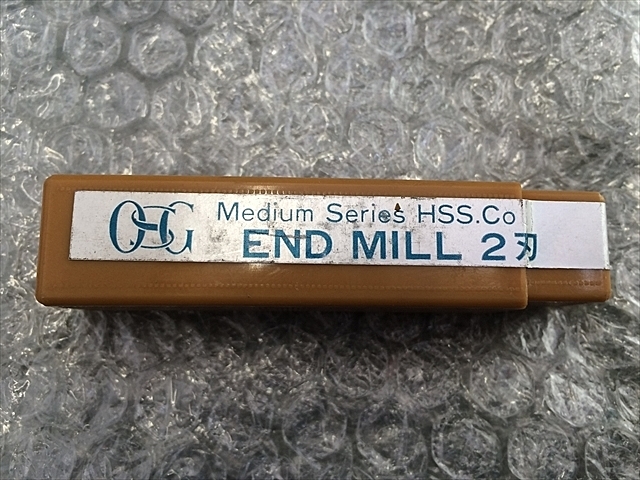 OSG Medium Series HSS.Co
END MILL 2刃